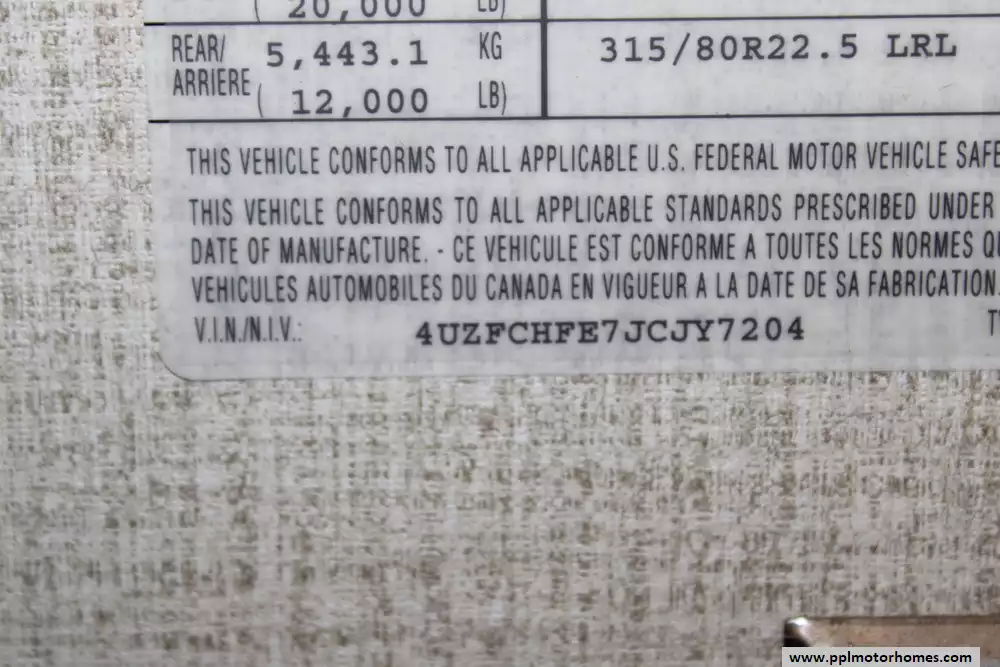 ( 20,000 LB)
REAR/ 5,443.1 KG 315/80R22.5 LRL
ARRIERE ( 12,000 LB)
THIS VEHICLE CONFORMS TO ALL APPLICABLE U.S. FEDERAL MOTOR VEHICLE SAFE
THIS VEHICLE CONFORMS TO ALL APPLICABLE STANDARDS PRESCRIBED UNDER
DATE OF MANUFACTURE. - CE VEHICULE EST CONFORME A TOUTES LES NORMES QU
VEHICULES AUTOMOBILES DU CANADA EN VIGUEUR A LA DATE DE SA FABRICATION.
V.I.N./N.I.V.: 4UZFCHFE7JCJY7204 T
www.pplmotorhomes.com